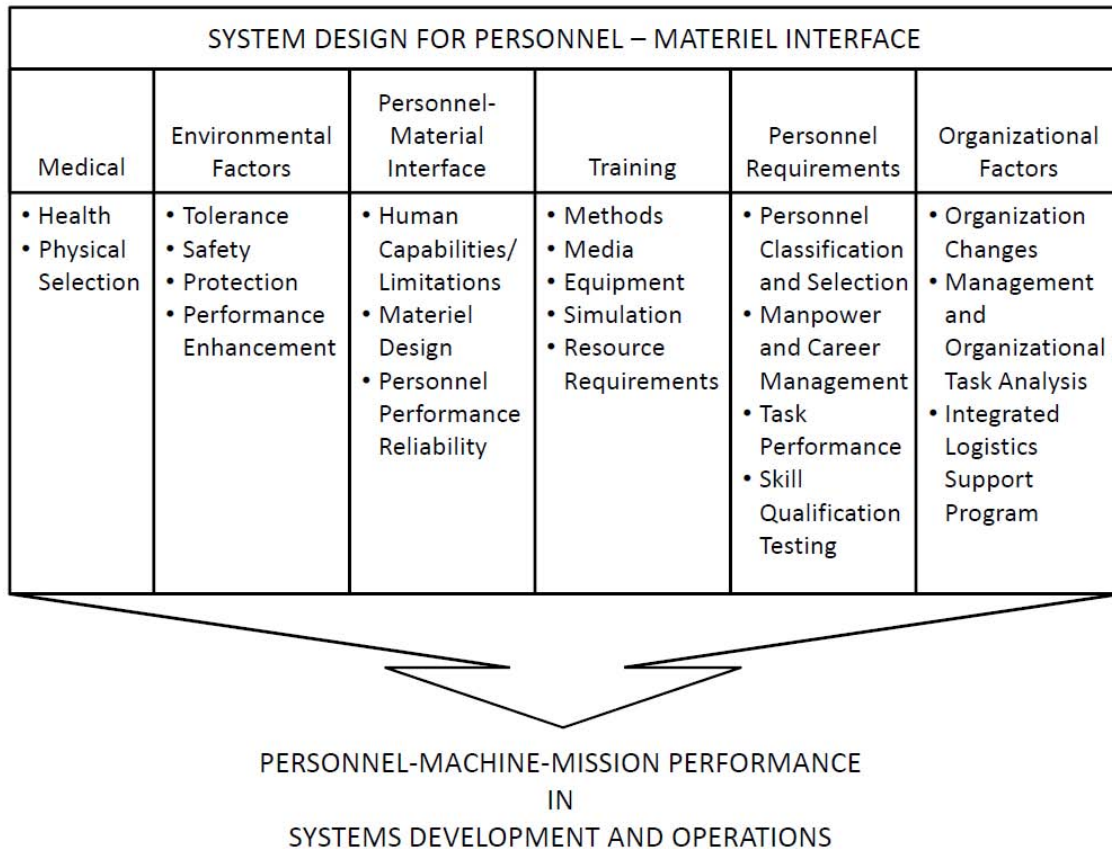 SYSTEM DESIGN FOR PERSONNEL – MATERIEL INTERFACE
Medical
Environmental
Factors
Personnel-
Material
Interface
Training
Personnel
Requirements
Organizational
Factors
• Health
• Physical
Selection
• Tolerance
• Safety
• Protection
• Performance
Enhancement
• Human
Capabilities/
Limitations
• Materiel
Design
• Personnel
Performance
Reliability
• Methods
• Media
• Equipment
• Simulation
• Resource
Requirements
• Personnel
Classification
and Selection
• Manpower
and Career
Management
• Task
Performance
• Skill
Qualification
Testing
• Organization
Changes
• Management
and
Organizational
Task Analysis
• Integrated
Logistics
Support
Program
PERSONNEL-MACHINE-MISSION PERFORMANCE
IN
SYSTEMS DEVELOPMENT AND OPERATIONS